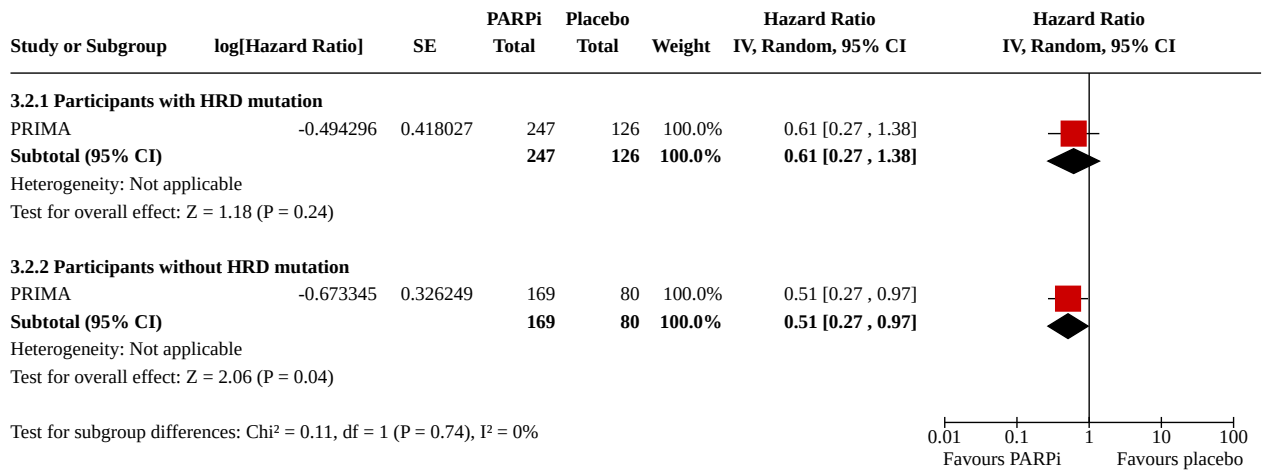 PARPi Placebo Hazard Ratio Hazard Ratio
Study or Subgroup log[Hazard Ratio] SE Total Total Weight IV, Random, 95% CI IV, Random, 95% CI
3.2.1 Participants with HRD mutation
PRIMA -0.494296 0.418027 247 126 100.0% 0.61 [0.27 , 1.38]
Subtotal (95% CI) 247 126 100.0% 0.61 [0.27 , 1.38]
Heterogeneity: Not applicable
Test for overall effect: Z = 1.18 (P = 0.24)
3.2.2 Participants without HRD mutation
PRIMA -0.673345 0.326249 169 80 100.0% 0.51 [0.27 , 0.97]
Subtotal (95% CI) 169 80 100.0% 0.51 [0.27 , 0.97]
Heterogeneity: Not applicable
Test for overall effect: Z = 2.06 (P = 0.04)
Test for subgroup differences: Chi² = 0.11, df = 1 (P = 0.74), I² = 0%
0.01 0.1 1 10 100
Favours PARPi Favours placebo